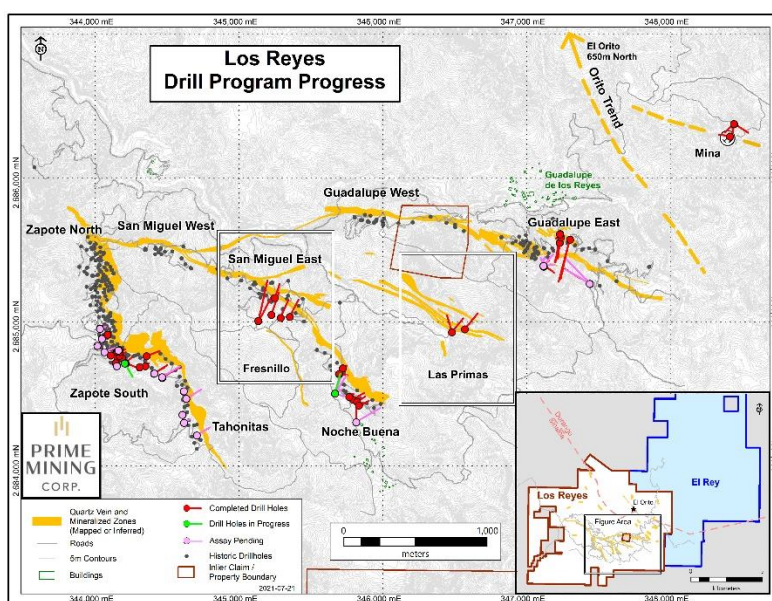 344,000 mE
345,000 mE
346,000 mE
347,000 mE
348,000 mE
N
Los Reyes
Drill Program Progress
El Orito
650m North
Orito Trend
Mina
2,686,000 mN
Guadalupe
de los Reyes
Guadalupe West
Guadalupe East
Zapote North
San Miguel West
San Miguel East
2,685,000 mN
Fresnillo
Las Primas
Zapote South
Tahonitas
Noche Buena
2,684,000 mN
PRIME
MINING
CORP.
Quartz Vein and
Mineralized Zones
(Mapped or Inferred)
Roads
5m Contours
Buildings
Completed Drill Holes
Drill Holes in Progress
Assay Pending
Historic Drillholes
Inlier Claim /
Property Boundary
2021-07-21
0
1,000
meters
Durango
Sinaloa
El Rey
Los Reyes
El Orito
Figure Area
344,000 mE
345,000 mE
346,000 mE
347,000 mE
348,000 mE